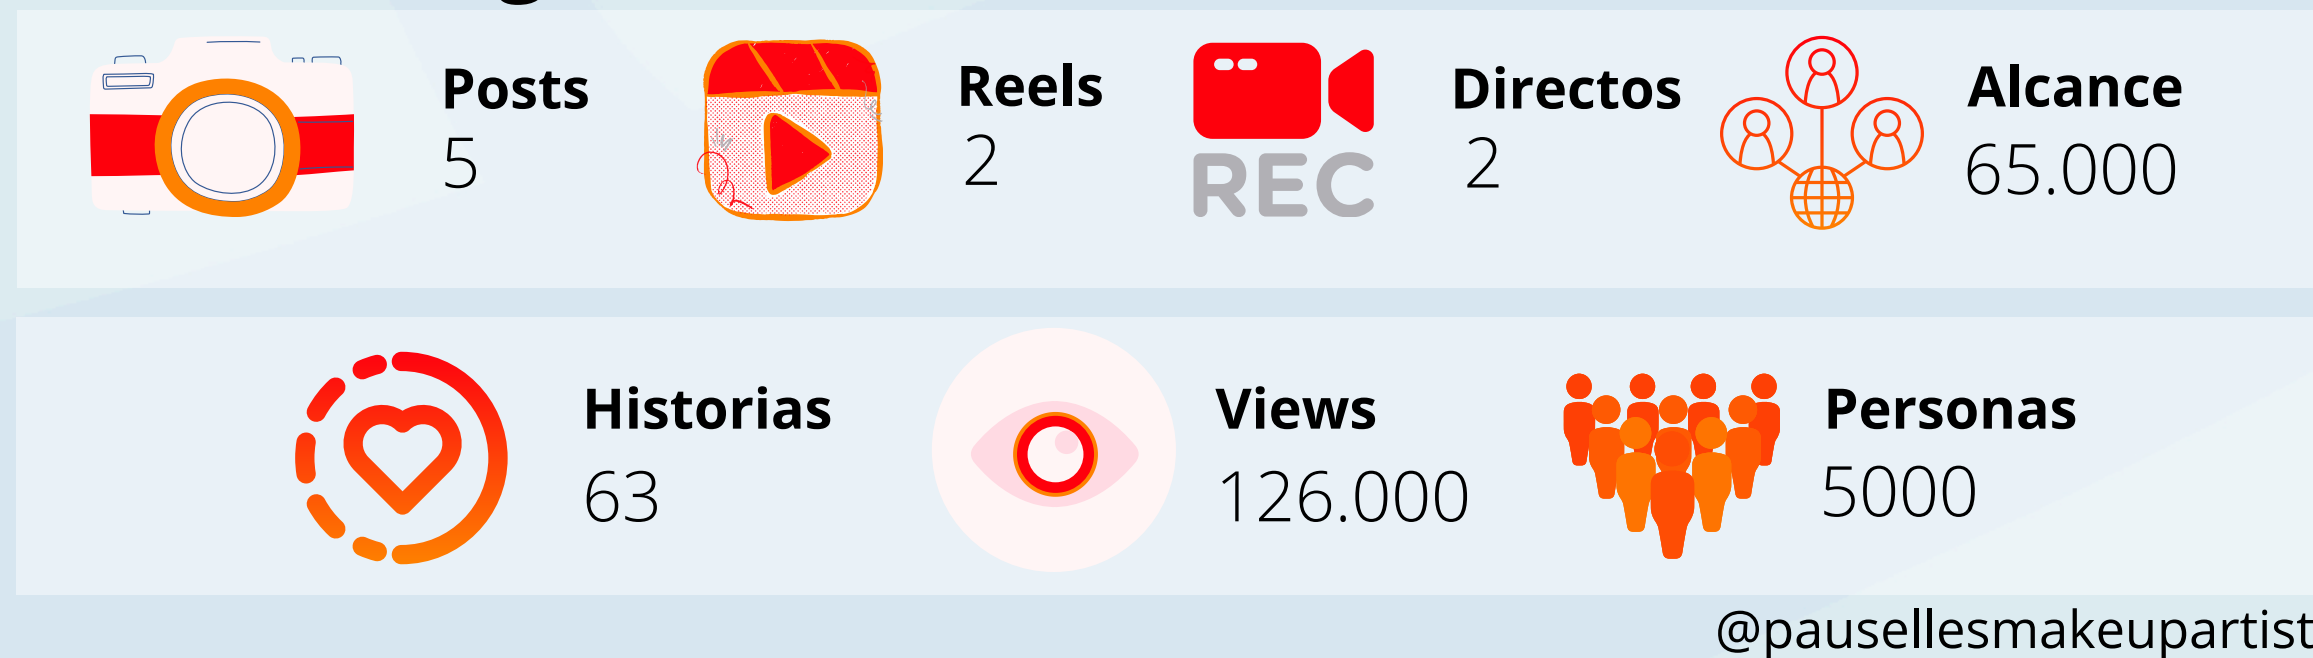 Posts
5
Reels
2
REC
Directos
2
Alcance
65.000
Historias
63
Views
126.000
Personas
5000
@pausellesmakeupartist